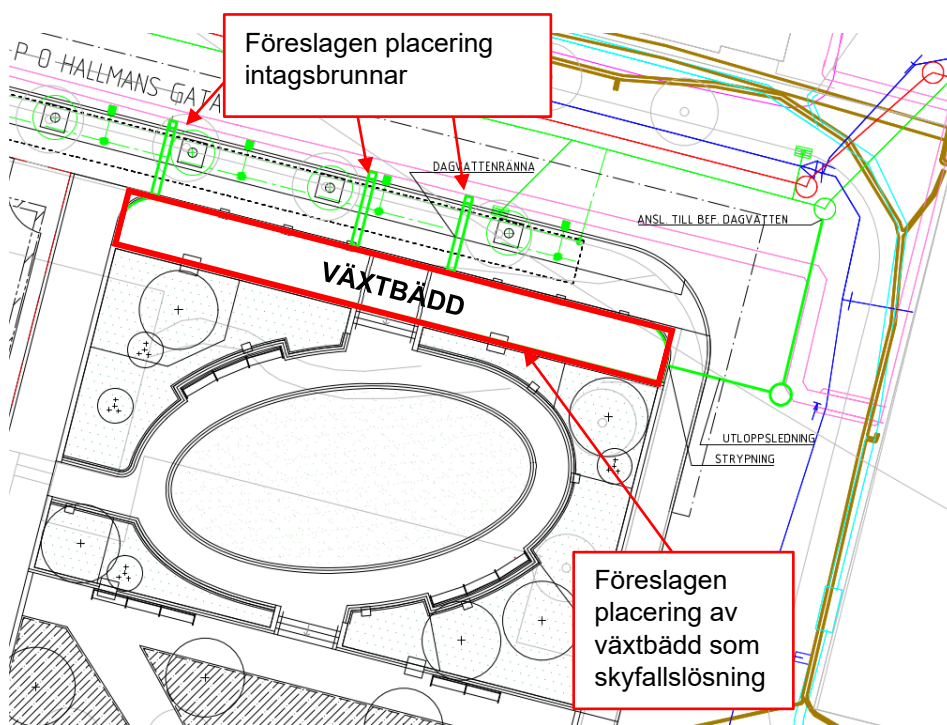 Föreslagen placering
intagsbrunnar
P O HALLMANS GATA
DAGVATTENRÄNNA
ANSL. TILL BEF. DAGVATTEN
VÄXTBÄDD
UTLOPPSLEDNING
STRYPNING
Föreslagen
placering av
växtbädd som
skyfallslösning